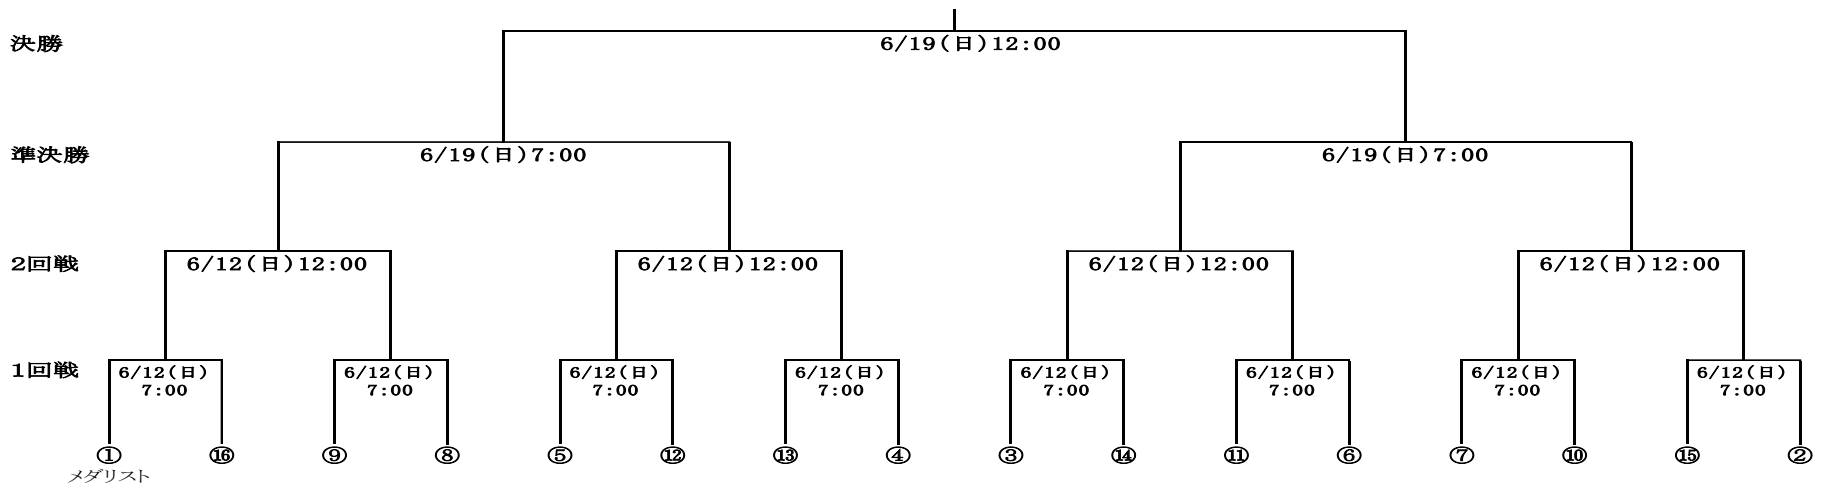 決勝
6/19(日)12:00
準決勝
6/19(日)7:00
6/19(日)7:00
2回戦
6/12(日)12:00
6/12(日)12:00
6/12(日)12:00
6/12(日)12:00
1回戦
6/12(日)
7:00
6/12(日)
7:00
6/12(日)
7:00
6/12(日)
7:00
6/12(日)
7:00
6/12(日)
7:00
6/12(日)
7:00
6/12(日)
7:00
① ⑯ ⑨ ⑧ ⑤ ⑫ ⑬ ④ ③ ⑭ ⑪ ⑥ ⑦ ⑩ ⑮ ②
メダリスト